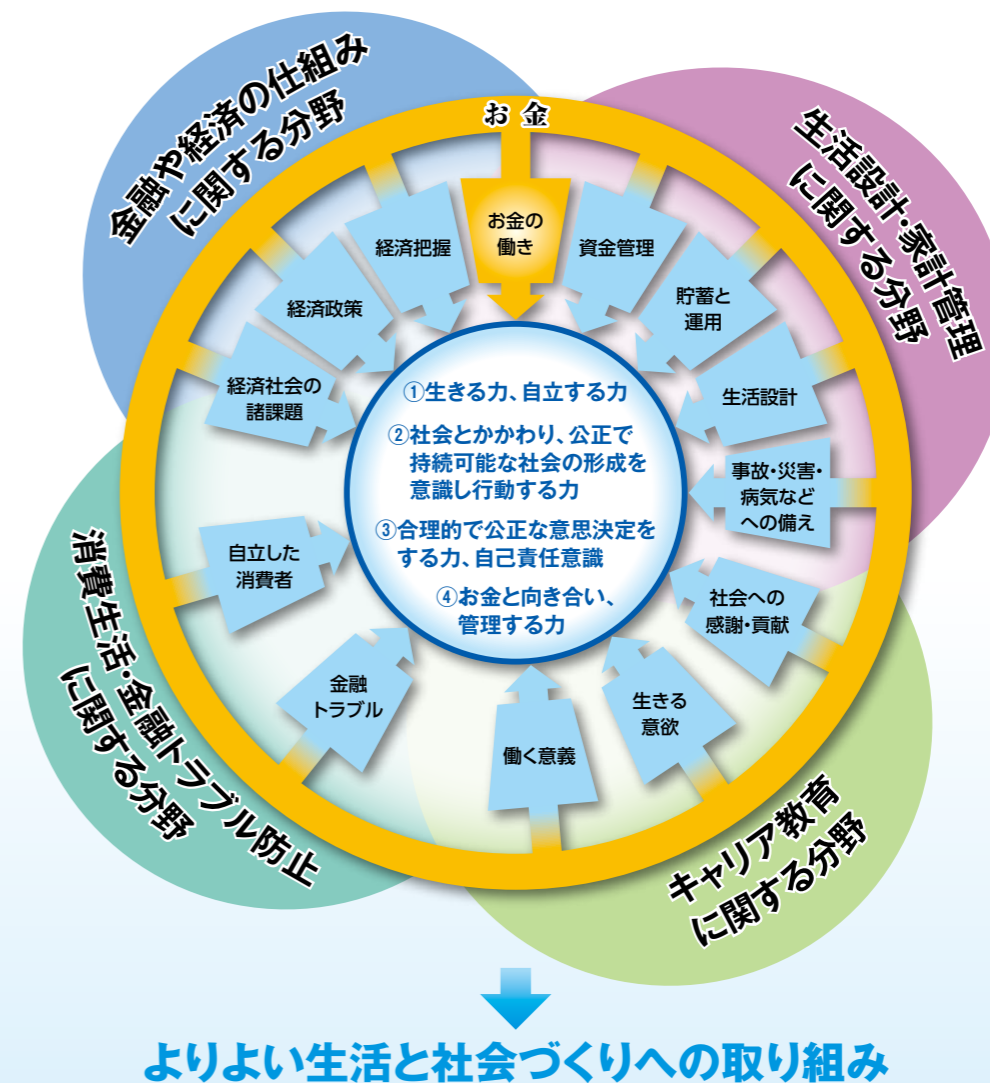 金融や経済の仕組み
に関する分野
生活設計・家計管理
に関する分野
お金
お金の
働き
資金管理
貯蓄と
運用
生活設計
事故・災害・
病気など
への備え
社会への
感謝・貢献
生きる
意欲
働く意義
金融
トラブル
自立した
消費者
経済社会の
諸課題
経済政策
経済把握
①生きる力、自立する力
②社会とかかわり、公正で
持続可能な社会の形成を
意識し行動する力
③合理的で公正な意思決定を
する力、自己責任意識
④お金と向き合い、
管理する力
消費生活・金融トラブル防止
に関する分野
キャリア教育
に関する分野
よりよい生活と社会づくりへの取り組み